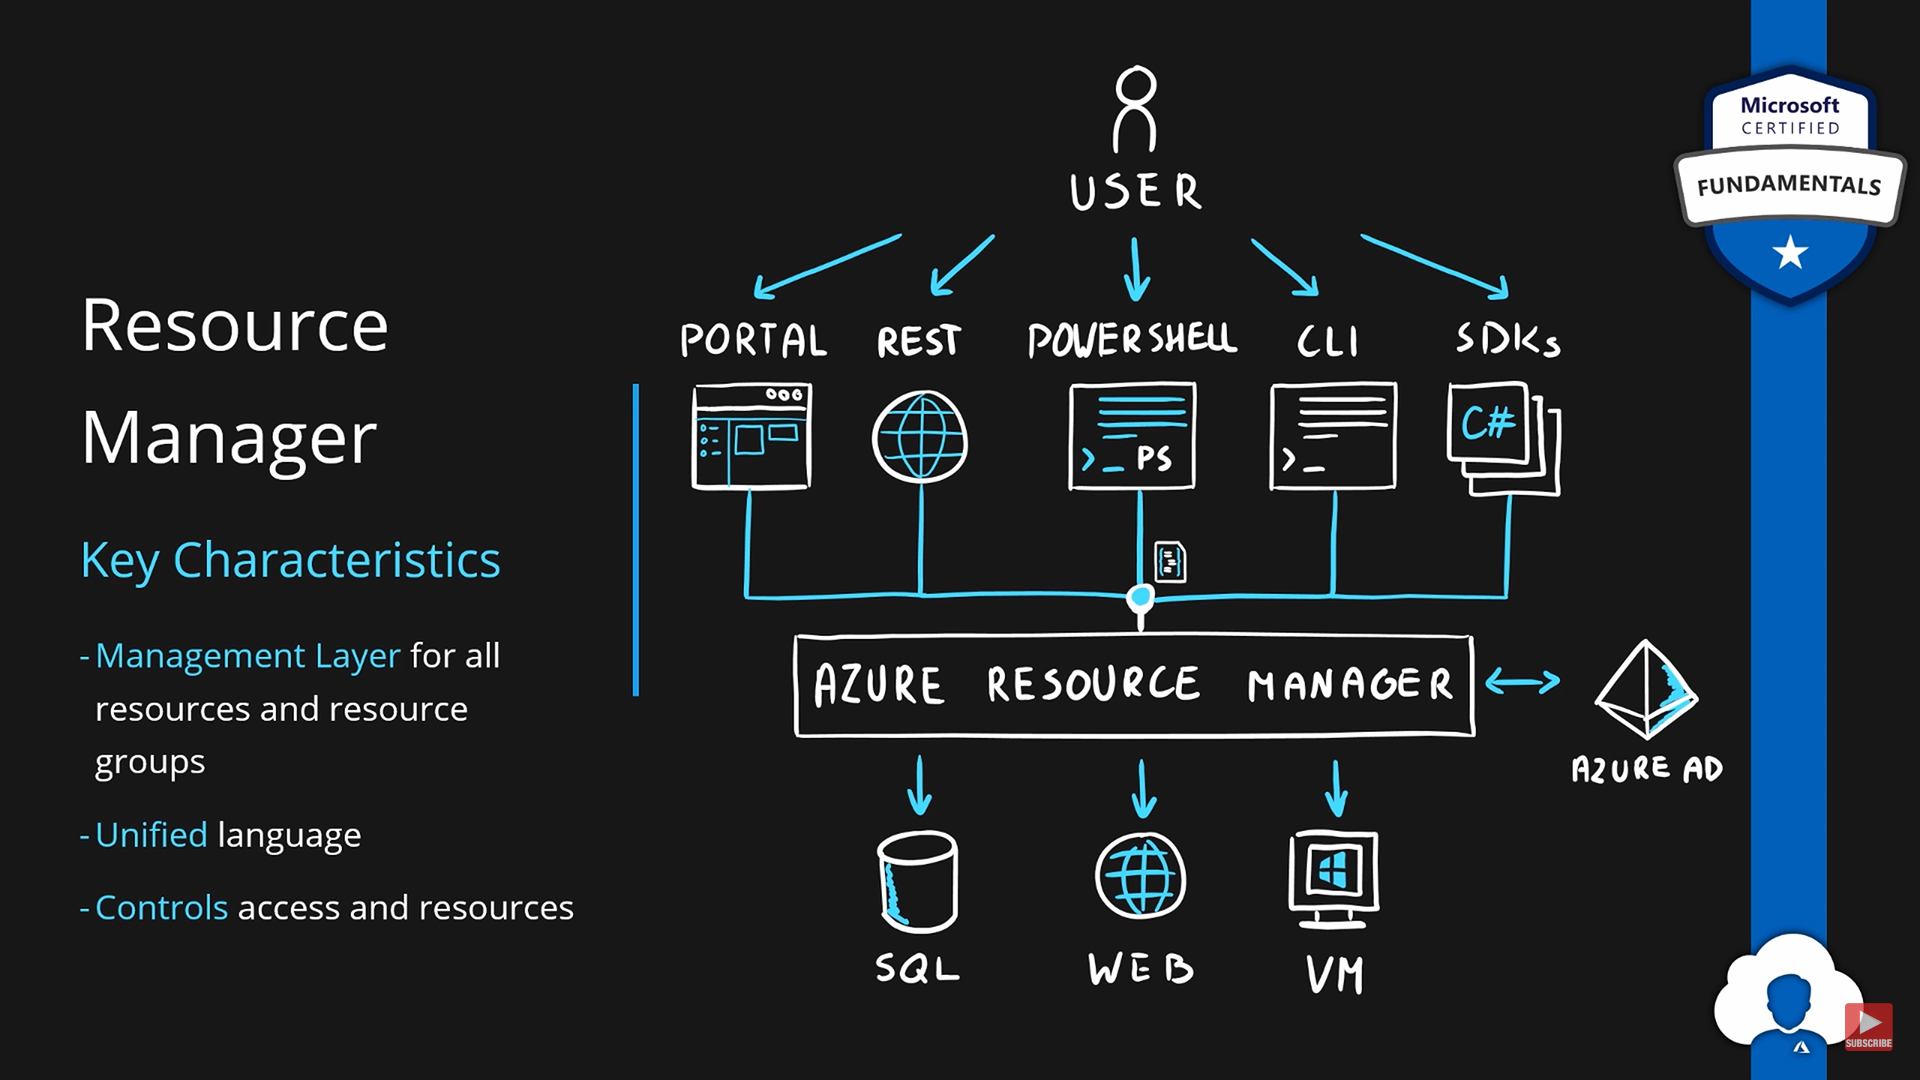 Resource
Manager
Key Characteristics
- Management Layer for all
resources and resource
groups
- Unified language
- Controls access and resources
USER
PORTAL REST POWERSHELL CLI SDKs
>_ PS
>_
C#
AZURE RESOURCE MANAGER
AZURE AD
SQL WEB VM
Microsoft
CERTIFIED
FUNDAMENTALS
SUBSCRIBE